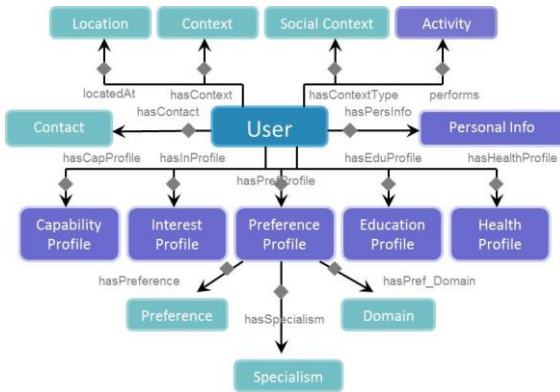 Location
Context
Social Context
Activity
locatedAt
hasContext
hasContextType
performs
hasContact
hasPersInfo
Contact
User
Personal Info
hasCapProfile
hasInProfile
hasPrefProfile
hasEduProfile
hasHealthProfile
Capability
Profile
Interest
Profile
Preference
Profile
Education
Profile
Health
Profile
hasPreference
hasPref_Domain
Preference
hasSpecialism
Domain
Specialism